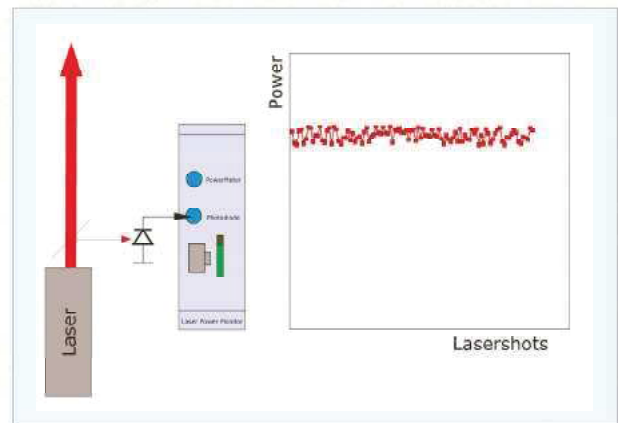 Power
PowerMeter
Photodiode
Laser
Laser Power Monitor
Lasershots